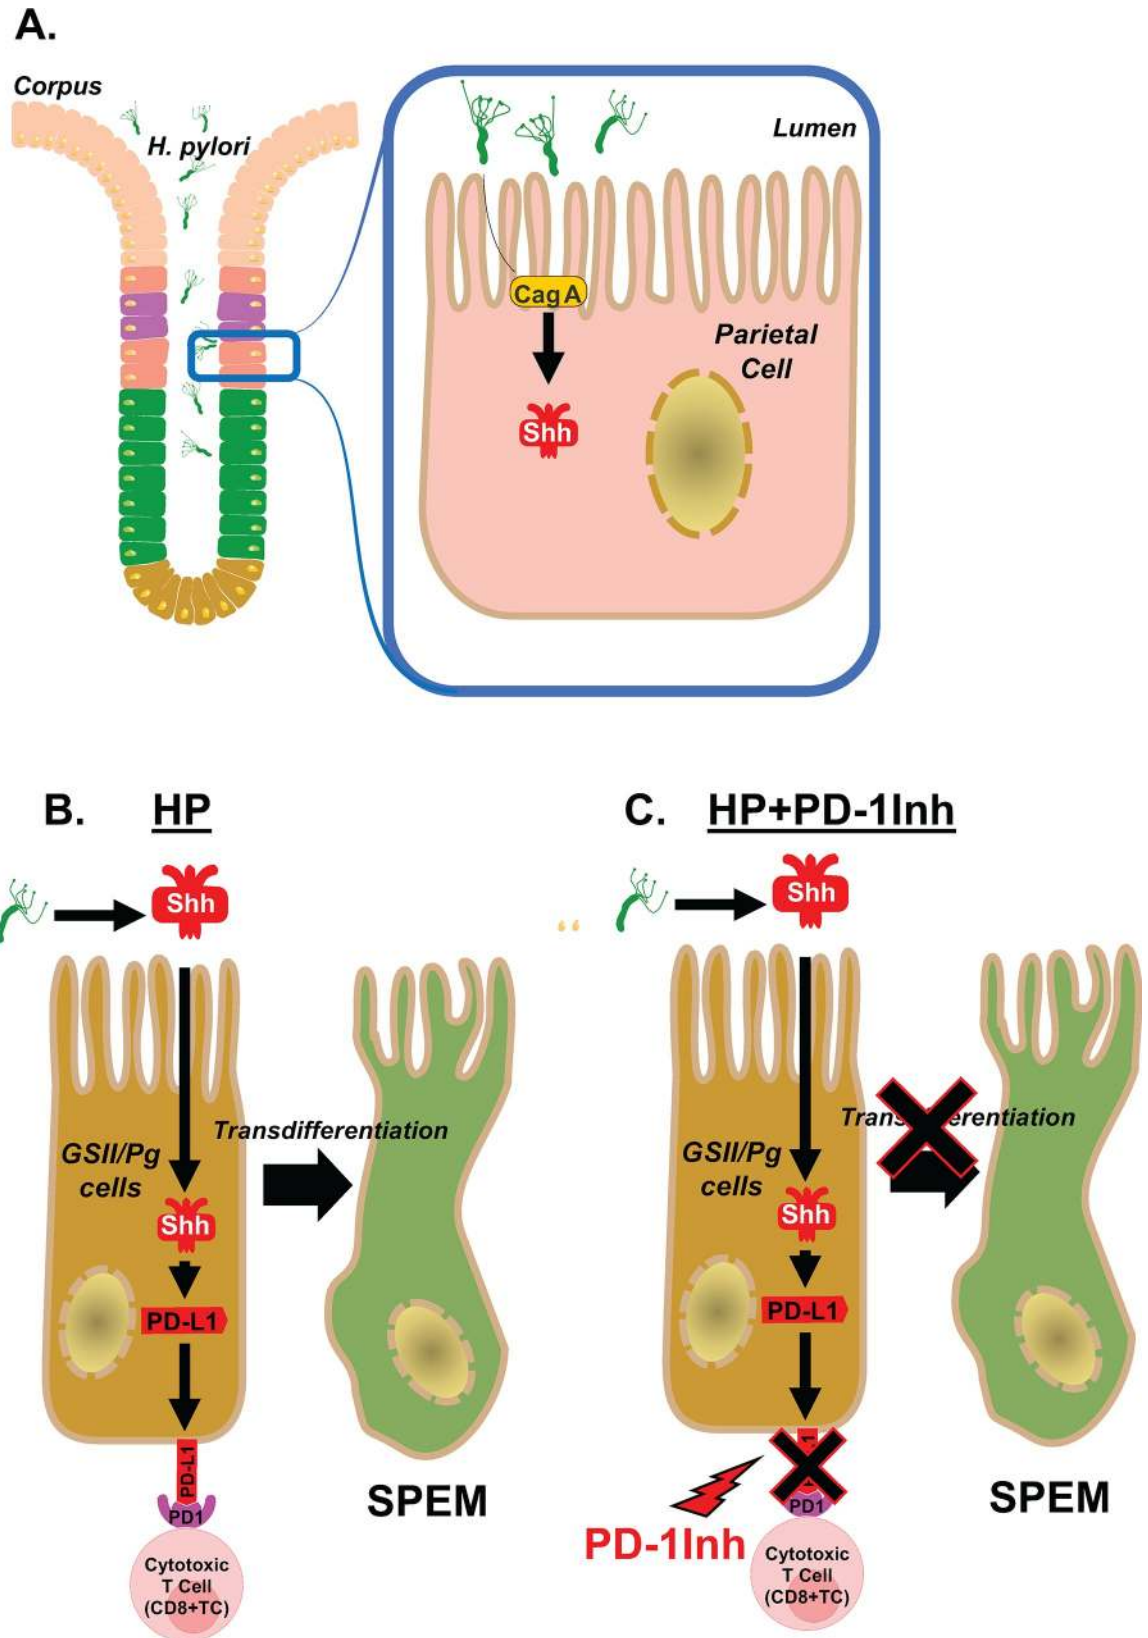 A.
Corpus
H. pylori
Lumen
CagA
Parietal
Cell
Shh
B.
HP
Shh
Transdifferentiation
GSII/Pg
cells
Shh
PD-L1
PD-L1
PD1
Cytotoxic
T Cell
(CD8+TC)
SPEM
C.
HP+PD-1Inh
Shh
GSII/Pg
cells
Shh
PD-L1
PD1
PD-1Inh
Cytotoxic
T Cell
(CD8+TC)
SPEM